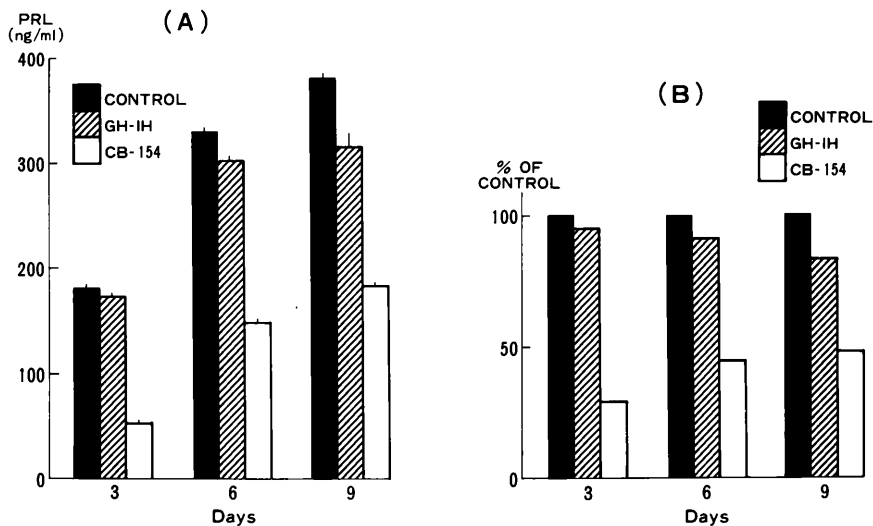 PRL
(ng/ml)
(A)
400
300
200
100
0
CONTROL
GH-IH
CB-154
3
6
9
Days
(B)
CONTROL
GH-IH
CB-154
% OF
CONTROL
100
50
0
3
6
9
Days